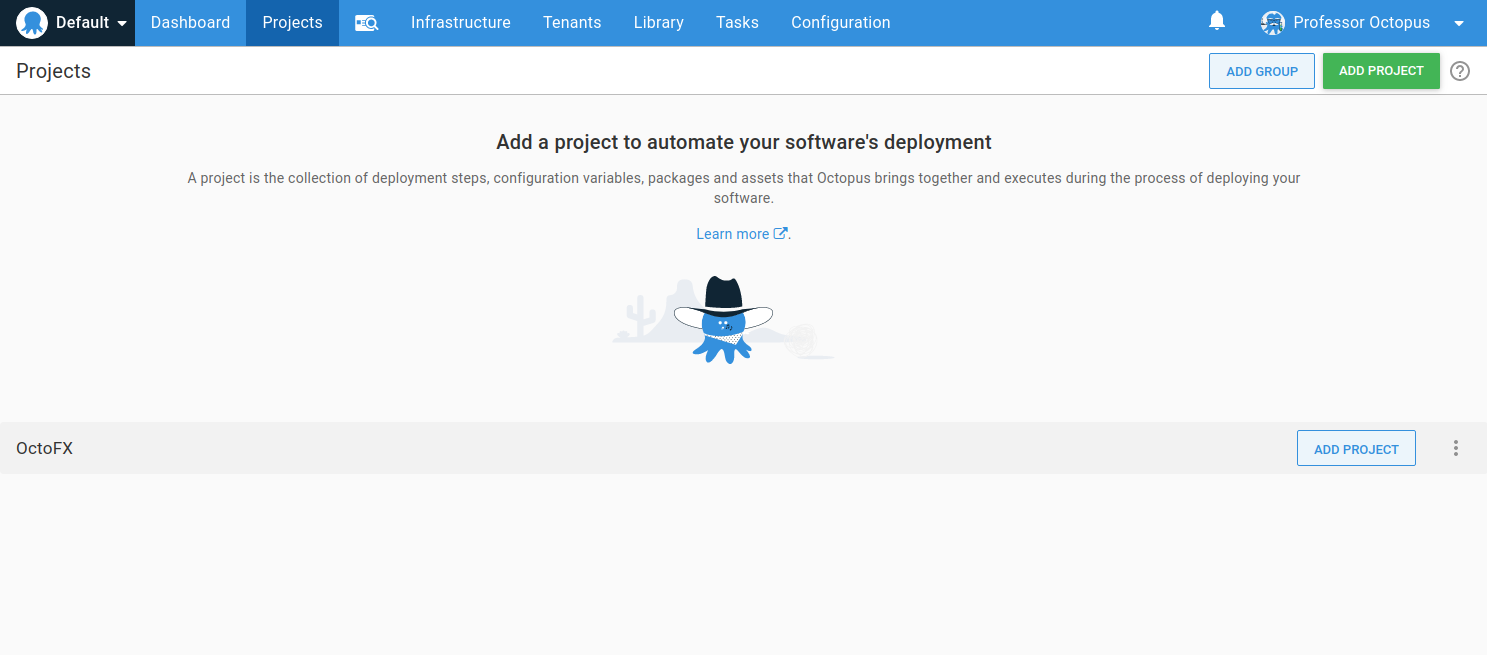 Default Dashboard Projects Infrastructure Tenants Library Tasks Configuration Professor Octopus
Projects ADD GROUP ADD PROJECT ?
Add a project to automate your software's deployment
A project is the collection of deployment steps, configuration variables, packages and assets that Octopus brings together and executes during the process of deploying your
software.
Learn more .
OctoFX ADD PROJECT